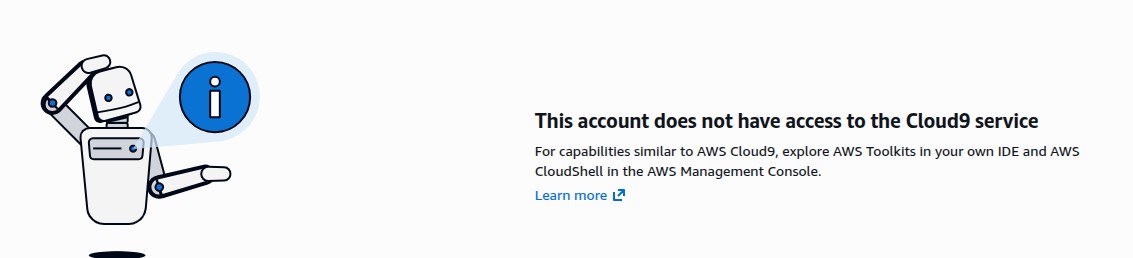 This account does not have access to the Cloud9 service
For capabilities similar to AWS Cloud9, explore AWS Toolkits in your own IDE and AWS
CloudShell in the AWS Management Console.
Learn more